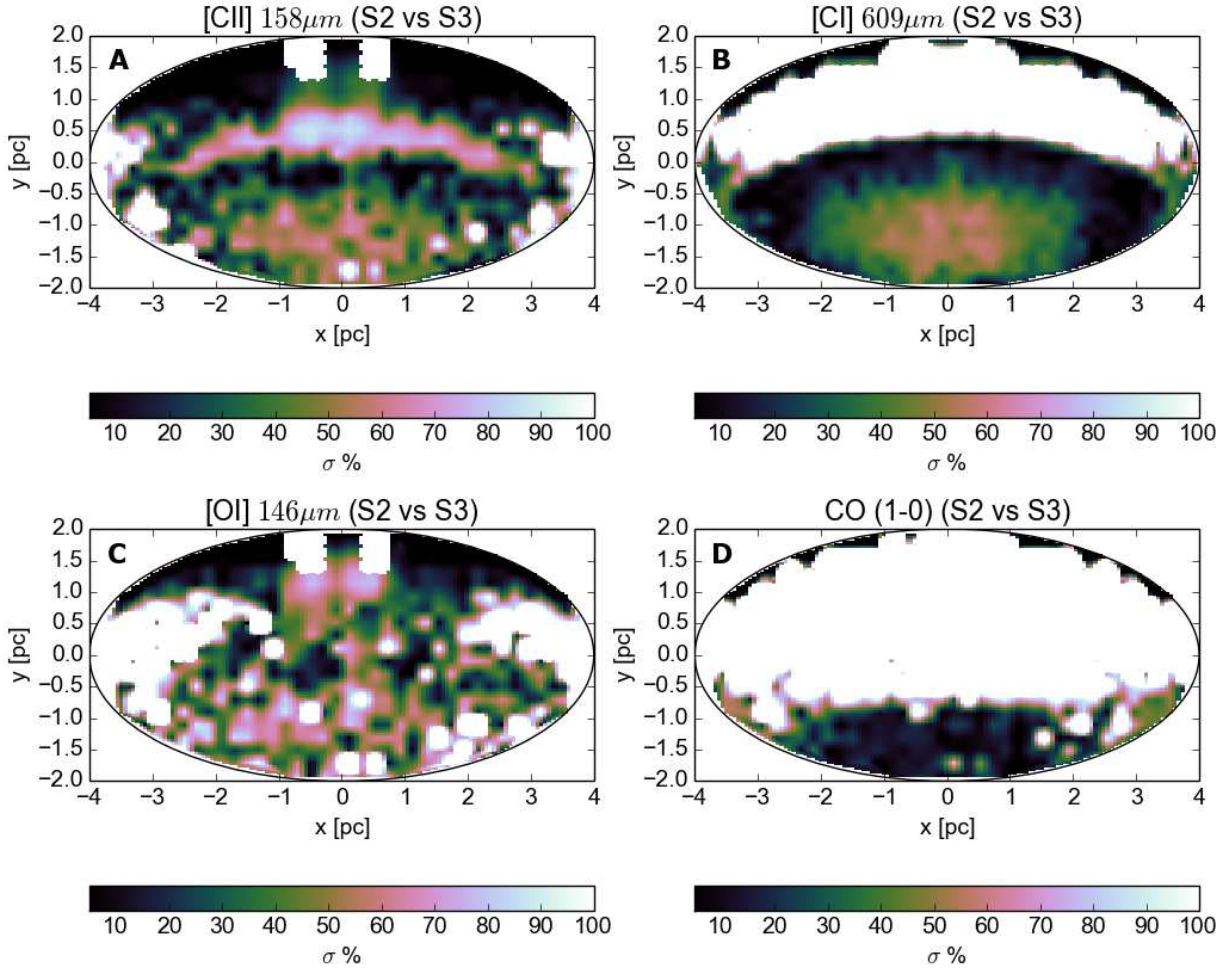 [CII] 158μm (S2 vs S3)
[CI] 609μm (S2 vs S3)
A
B
2.0
1.5
1.0
0.5
0.0
−0.5
−1.0
−1.5
2.0
y [pc]
−4 −3 −2 −1 0 1 2 3 4
x [pc]
2.0
1.5
1.0
0.5
0.0
−0.5
−1.0
−1.5
2.0
y [pc]
−4 −3 −2 −1 0 1 2 3 4
x [pc]
10 20 30 40 50 60 70 80 90 100
σ %
10 20 30 40 50 60 70 80 90 100
σ %
[OI] 146μm (S2 vs S3)
CO (1-0) (S2 vs S3)
C
D
2.0
1.5
1.0
0.5
0.0
−0.5
−1.0
−1.5
2.0
y [pc]
−4 −3 −2 −1 0 1 2 3 4
x [pc]
2.0
1.5
1.0
0.5
0.0
−0.5
−1.0
−1.5
2.0
y [pc]
−4 −3 −2 −1 0 1 2 3 4
x [pc]
10 20 30 40 50 60 70 80 90 100
σ %
10 20 30 40 50 60 70 80 90 100
σ %